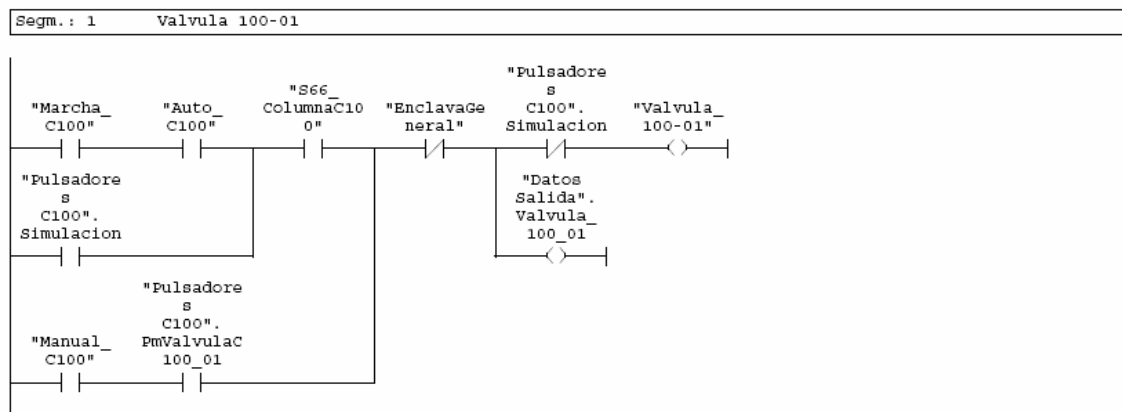 Segm.: 1 Valvula 100-01
"Marcha_
C100"
"Auto_
C100"
"S66_
ColumnaC10
0"
"EnclavaGe
neral"
"Pulsadore
s
C100".
Simulacion
"Valvula_
100-01"
"Pulsadore
s
C100".
Simulacion
"Datos
Salida".
Valvula_
100_01
"Manual_
C100"
"Pulsadore
s
C100".
PmValvulaC
100_01